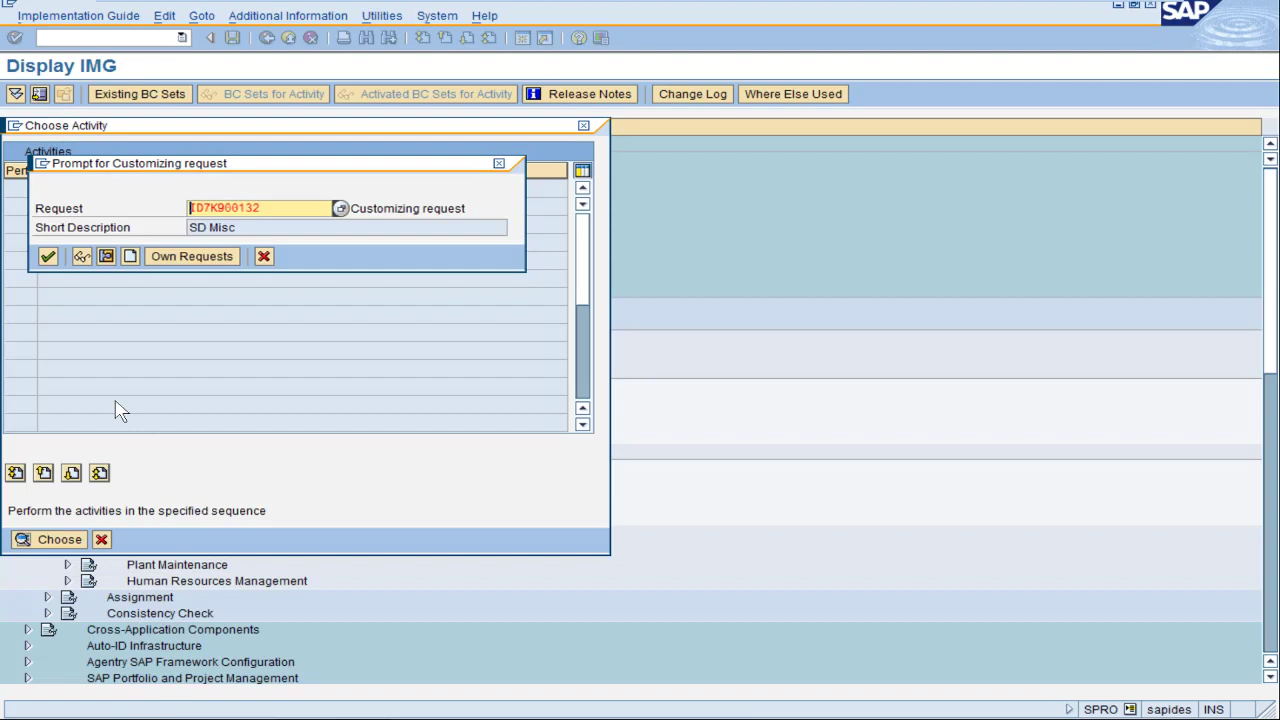 Implementation Guide Edit Goto Additional Information Utilities System Help
SAP
Display IMG
Existing BC Sets BC Sets for Activity Activated BC Sets for Activity Release Notes Change Log Where Else Used
Choose Activity
Activities
Prompt for Customizing request
Request ID7K900132 Customizing request
Short Description SD Misc
Own Requests
Perform the activities in the specified sequence
Choose
Plant Maintenance
Human Resources Management
Assignment
Consistency Check
Cross-Application Components
Auto-ID Infrastructure
Agentry SAP Framework Configuration
SAP Portfolio and Project Management
SPRO sapides INS